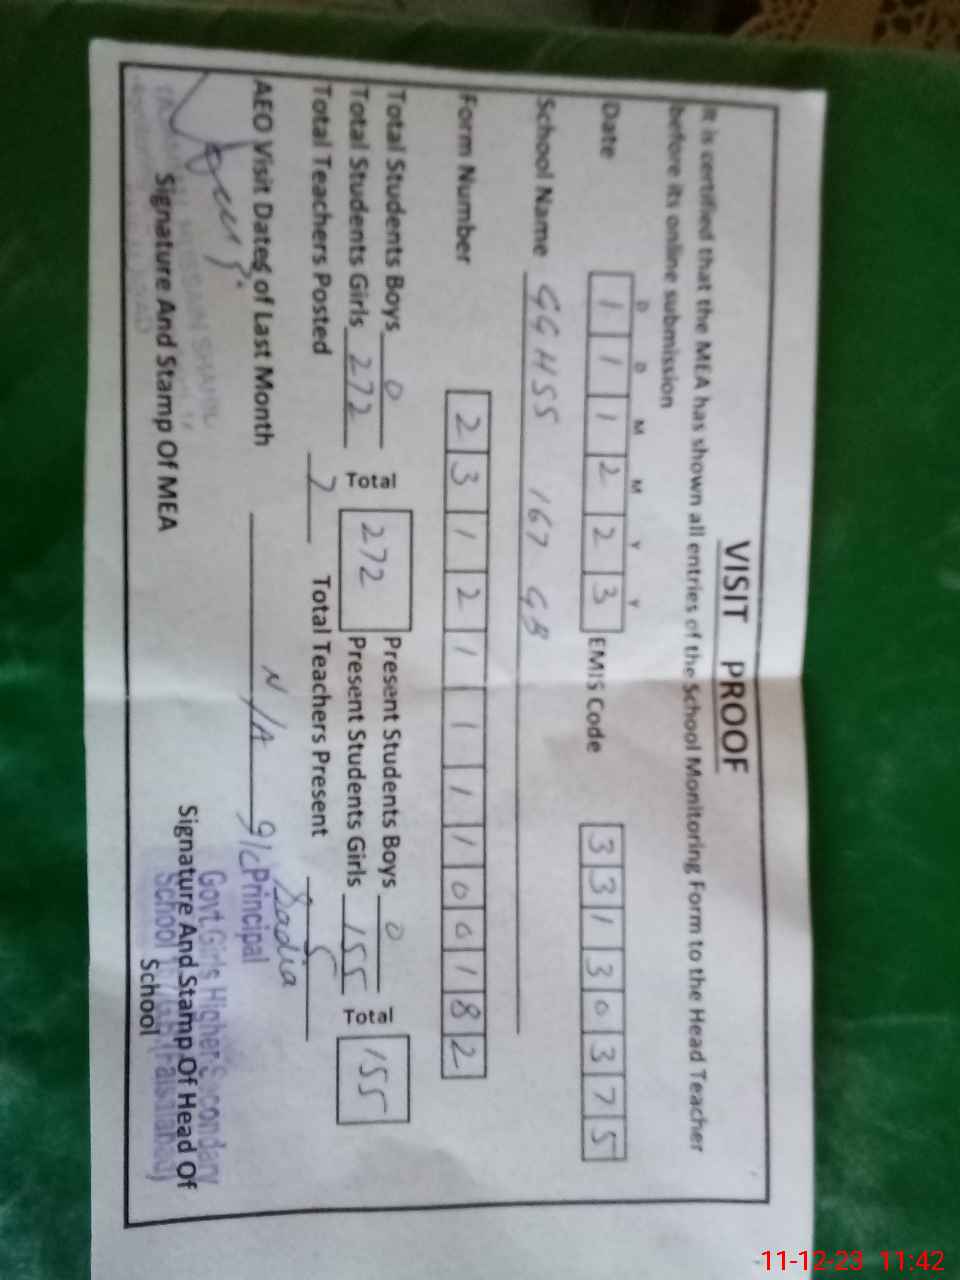 VISIT PROOF
It is certified that the MEA has shown all entries of the School Monitoring Form to the Head Teacher
before its online submission
D D M M Y Y
Date 1 1 1 2 2 3 EMIS Code 3 3 1 3 0 3 7 5
School Name GGHSS 167 GB
Form Number 2 3 1 2 1 1 1 1 0 0 1 8 2
Total Students Boys 0 Present Students Boys 0
Total 272 Total 155
Total Students Girls 272 Present Students Girls 155
Total Teachers Posted 7 Total Teachers Present 5
AEO Visit Dates of Last Month N/A Sadia
I/C Principal
Govt Girls Higher Secondary
School
Signature And Stamp Of MEA Signature And Stamp Of Head Of
School
11-12-23 11:42